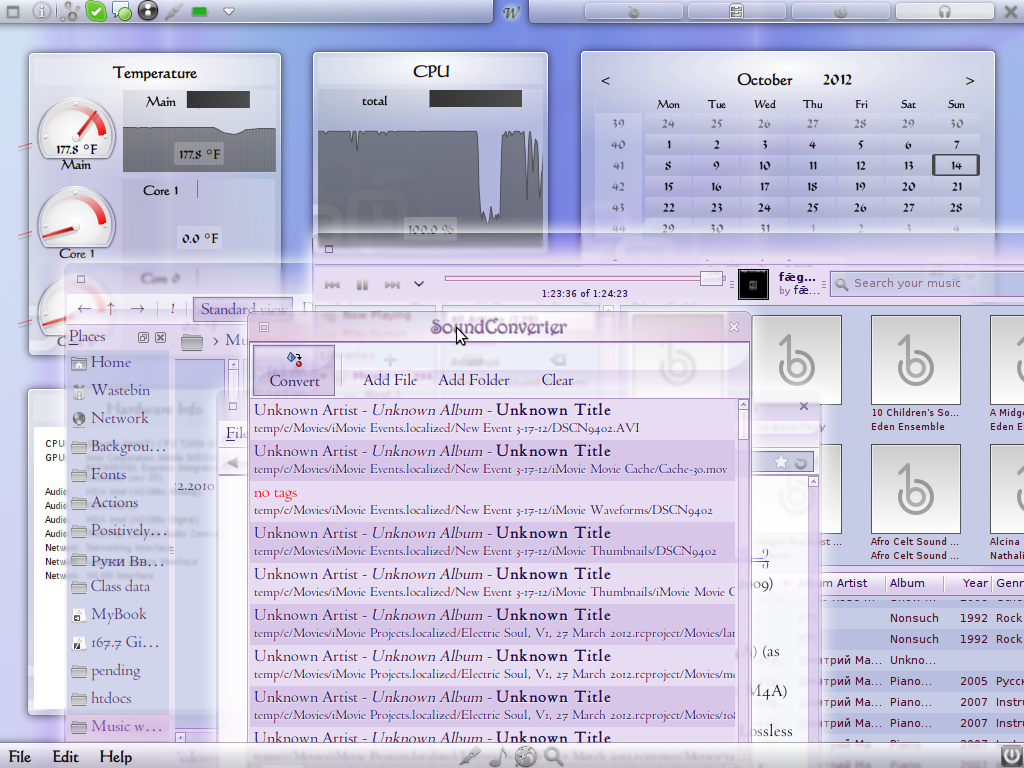 W
Temperature
Main
177.8 °F
177.8 °F
Main
Core 1
0.0 °F
Core 1
Core 0
CPU
total
100.0 %
< October 2012 >
Mon Tue Wed Thu Fri Sat Sun
39 24 25 26 27 28 29 30
40 1 2 3 4 5 6 7
41 8 9 10 11 12 13 14
42 15 16 17 18 19 20 21
43 22 23 24 25 26 27 28
44 29 30 31 1 2 3 4
1:23:36 of 1:24:23
fǽg...
by fǽ...
Search your music
Standard view
Now Playing
Places
Home
Wastebin
Network
Backgrou...
Fonts
Actions
Positively...
Руки Вв...
Class data
MyBook
167.7 Gi...
pending
htdocs
Music w...
> Mu
12.2010
SoundConverter
Convert
Add File
Add Folder
Clear
Unknown Artist - Unknown Album - Unknown Title
temp/c/Movies/iMovie Events.localized/New Event 3-17-12/DSCN9402.AVI
Unknown Artist - Unknown Album - Unknown Title
temp/c/Movies/iMovie Events.localized/New Event 3-17-12/iMovie Movie Cache/Cache-30.mov
no tags
temp/c/Movies/iMovie Events.localized/New Event 3-17-12/iMovie Waveforms/DSCN9402
Unknown Artist - Unknown Album - Unknown Title
temp/c/Movies/iMovie Events.localized/New Event 3-17-12/iMovie Thumbnails/DSCN9402
Unknown Artist - Unknown Album - Unknown Title
temp/c/Movies/iMovie Events.localized/New Event 3-17-12/iMovie Thumbnails/iMovie Movie C
Unknown Artist - Unknown Album - Unknown Title
temp/c/Movies/iMovie Projects.localized/Electric Soul, V1, 27 March 2012.rcproject/Movies/lar
Unknown Artist - Unknown Album - Unknown Title
temp/c/Movies/iMovie Projects.localized/Electric Soul, V1, 27 March 2012.rcproject/Movies/m
Unknown Artist - Unknown Album - Unknown Title
temp/c/Movies/iMovie Projects.localized/Electric Soul, V1, 27 March 2012.rcproject/Movies/108
Unknown Artist - Unknown Album - Unknown Title
File
(as
M4A)
ossless
10 Children's So...
Eden Ensemble
A Midge
Eden
Afro Celt Sound ...
Afro Celt Sound ...
Alcina
Nathali
Album Artist Album Year Genr
Nonsuch 1992 Rock
Nonsuch 1992 Rock
Дмитрий Ма... Unkno...
Дмитрий Ма... Piano... 2005 Русск
Дмитрий Ма... Piano... 2007 Instru
Дмитрий Ма... Piano... 2007 Instru
File Edit Help